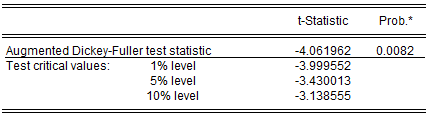 t-Statistic Prob.*
Augmented Dickey-Fuller test statistic -4.061962 0.0082
Test critical values: 1% level -3.999552
5% level -3.430013
10% level -3.138555